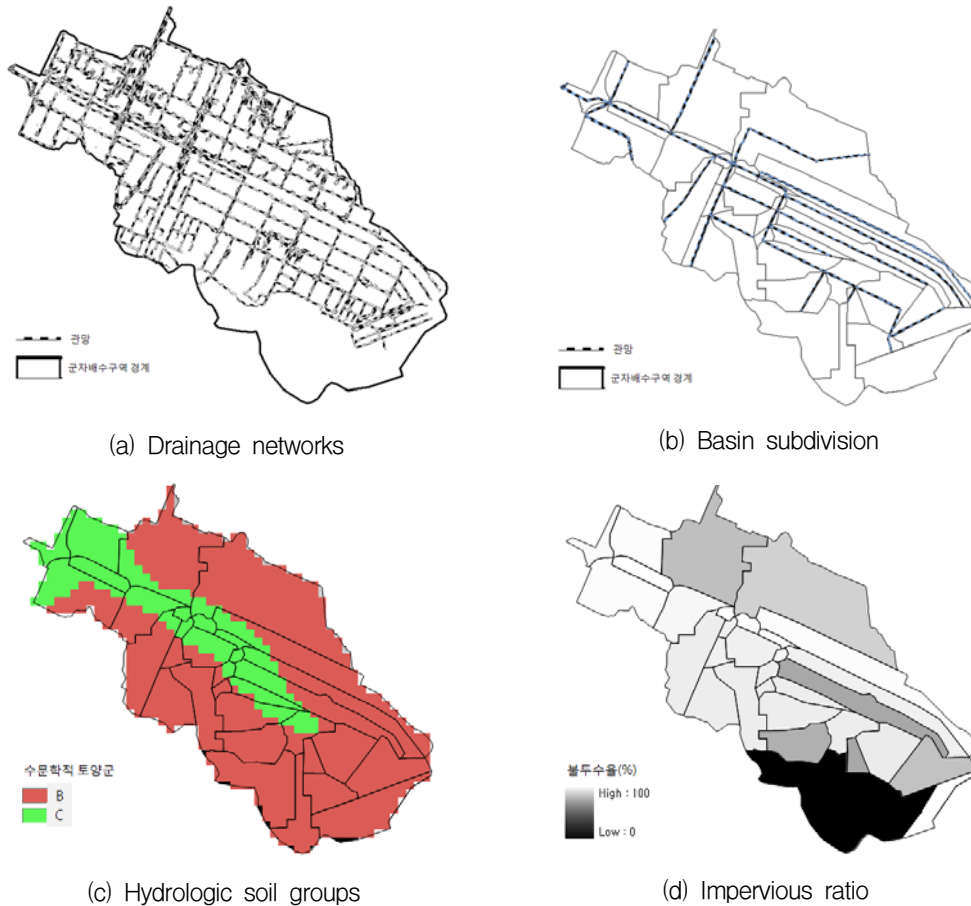 관망
군자배수구역 경계
(a) Drainage networks
관망
군자배수구역 경계
(b) Basin subdivision
수문학적 토양군
B
C
(c) Hydrologic soil groups
불투수율(%)
High : 100
Low : 0
(d) Impervious ratio